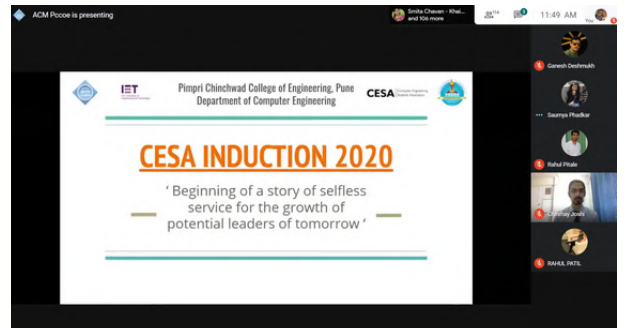 ACM Pccoe is presenting
Smita Chavan - Khai...
and 106 more
114
11:49 AM
You
IET
Pimpri Chinchwad College of Engineering, Pune
Department of Computer Engineering
CESA
CESA INDUCTION 2020
‘ Beginning of a story of selfless
service for the growth of
potential leaders of tomorrow ‘
Ganesh Deshmukh
Saumya Phadkar
Rahul Pitale
Chinmay Joshi
RAHUL PATIL